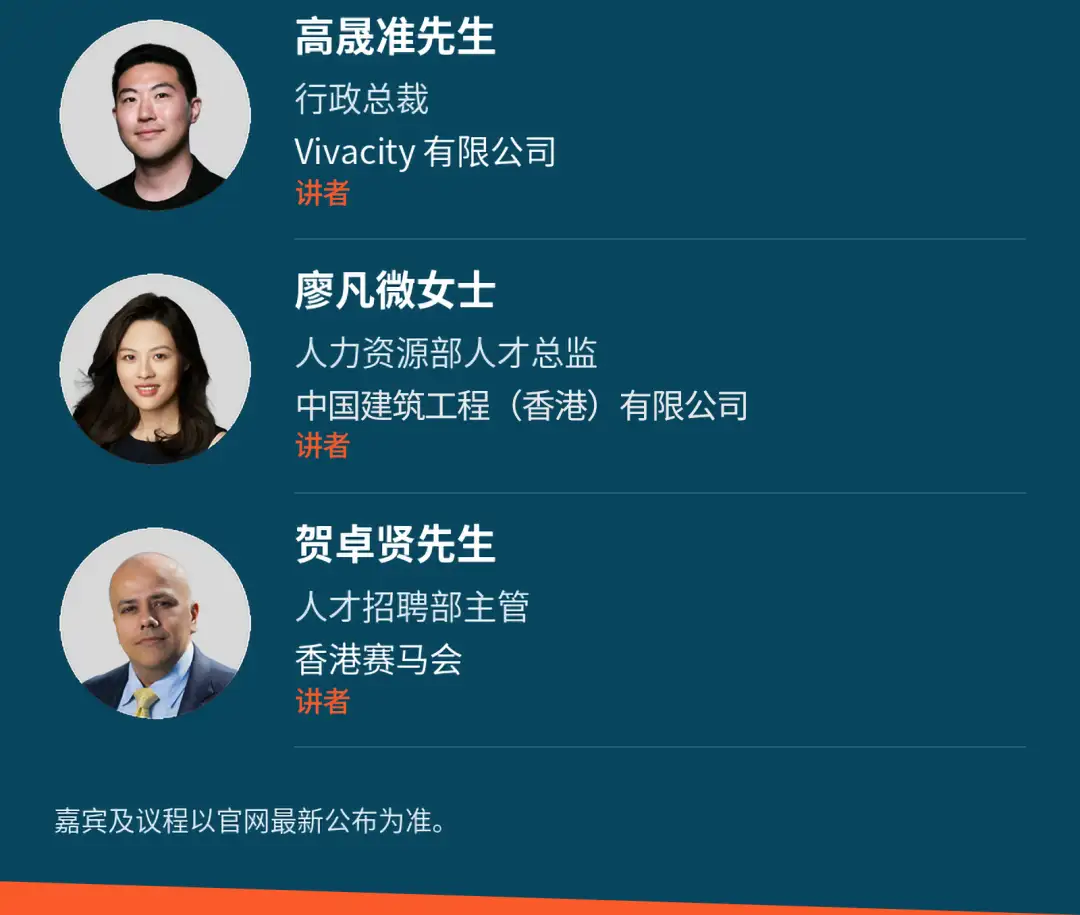 高晟准先生
行政总裁
Vivacity 有限公司
讲者
廖凡微女士
人力资源部人才总监
中国建筑工程（香港）有限公司
讲者
贺卓贤先生
人才招聘部主管
香港赛马会
讲者
嘉宾及议程以官网最新公布为准。